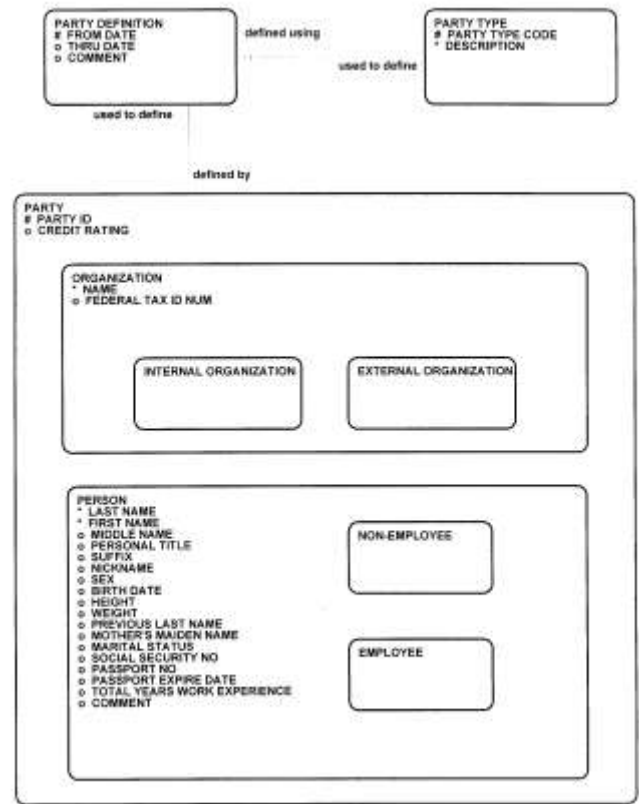 PARTY DEFINITION
# FROM DATE
o THRU DATE
o COMMENT
defined using
used to define
PARTY TYPE
# PARTY TYPE CODE
* DESCRIPTION
used to define
defined by
PARTY
# PARTY ID
o CREDIT RATING
ORGANIZATION
* NAME
o FEDERAL TAX ID NUM
INTERNAL ORGANIZATION
EXTERNAL ORGANIZATION
PERSON
* LAST NAME
* FIRST NAME
o MIDDLE NAME
o PERSONAL TITLE
o SUFFIX
o NICKNAME
o SEX
o BIRTH DATE
o HEIGHT
o WEIGHT
o PREVIOUS LAST NAME
o MOTHER'S MAIDEN NAME
o MARITAL STATUS
o SOCIAL SECURITY NO
o PASSPORT NO
o PASSPORT EXPIRE DATE
o TOTAL YEARS WORK EXPERIENCE
o COMMENT
NON-EMPLOYEE
EMPLOYEE